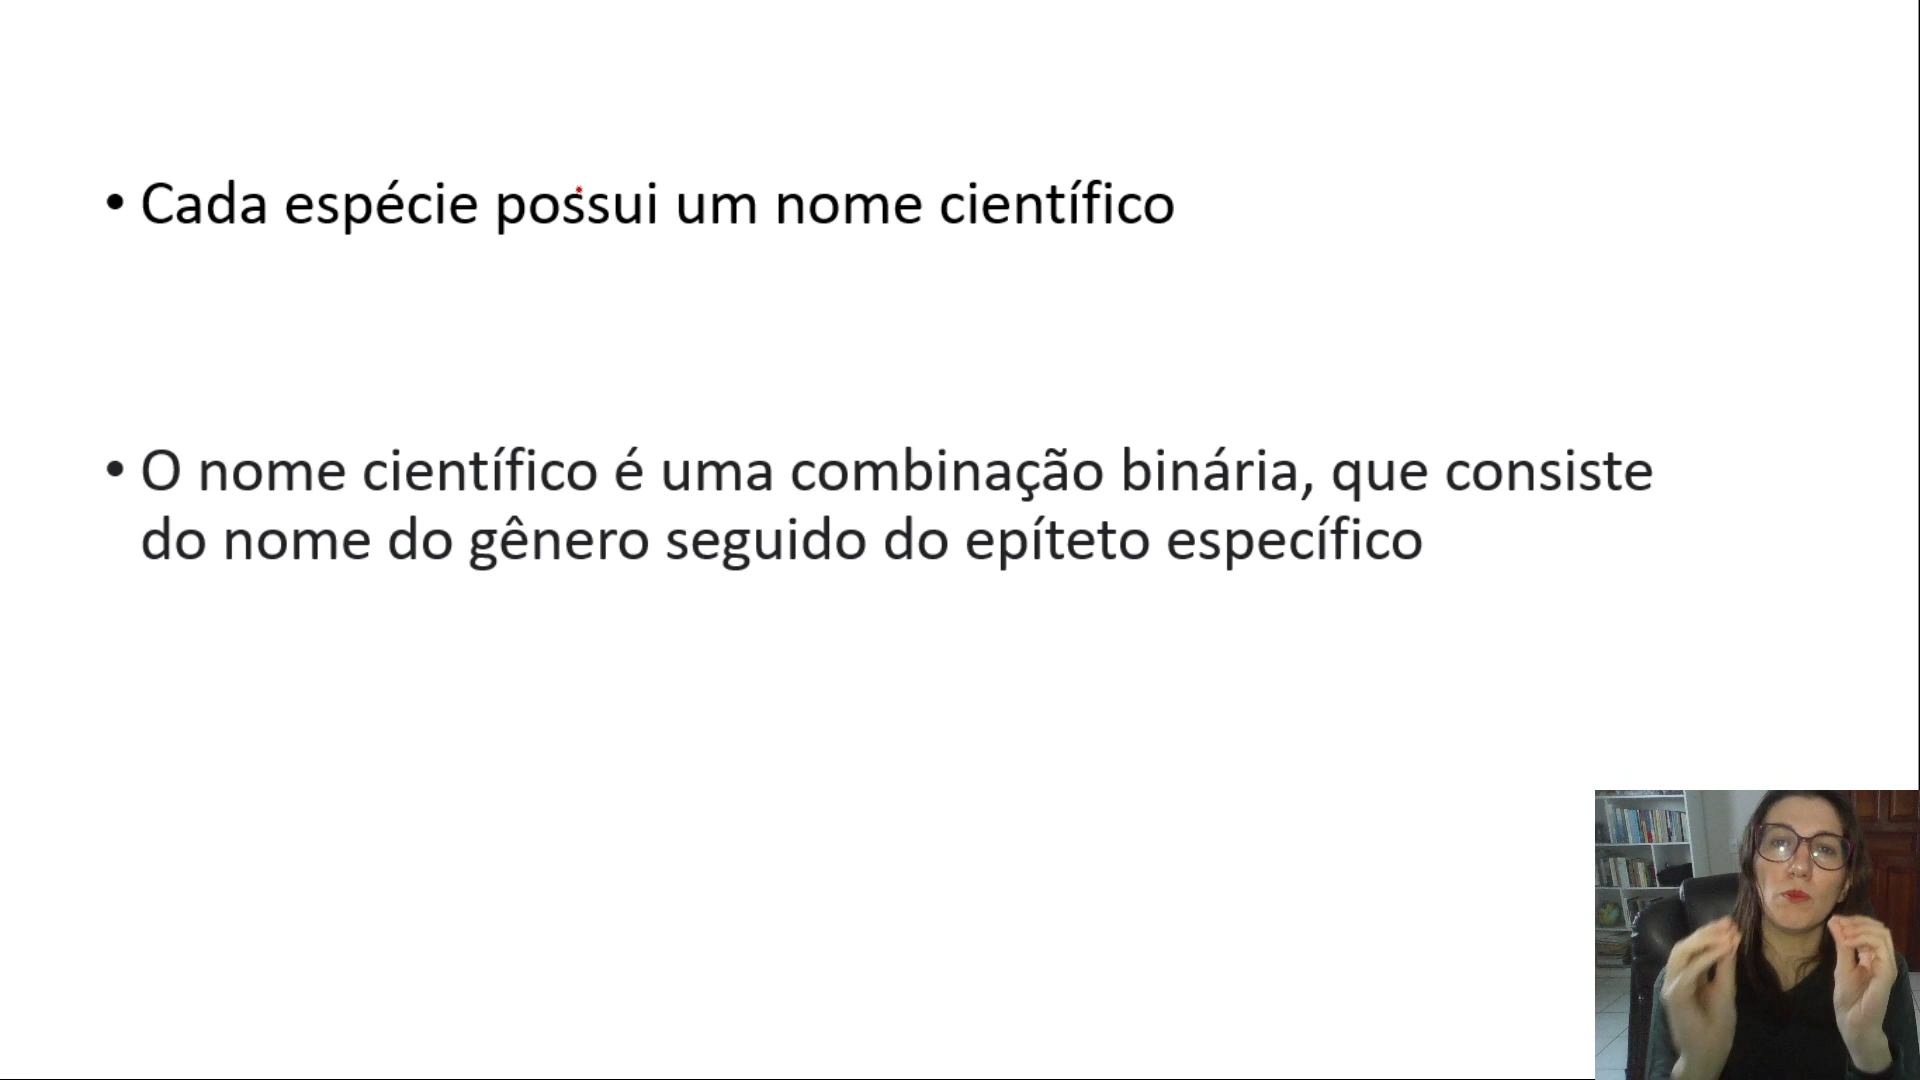 • Cada espécie possui um nome científico
• O nome científico é uma combinação binária, que consiste
do nome do gênero seguido do epíteto específico